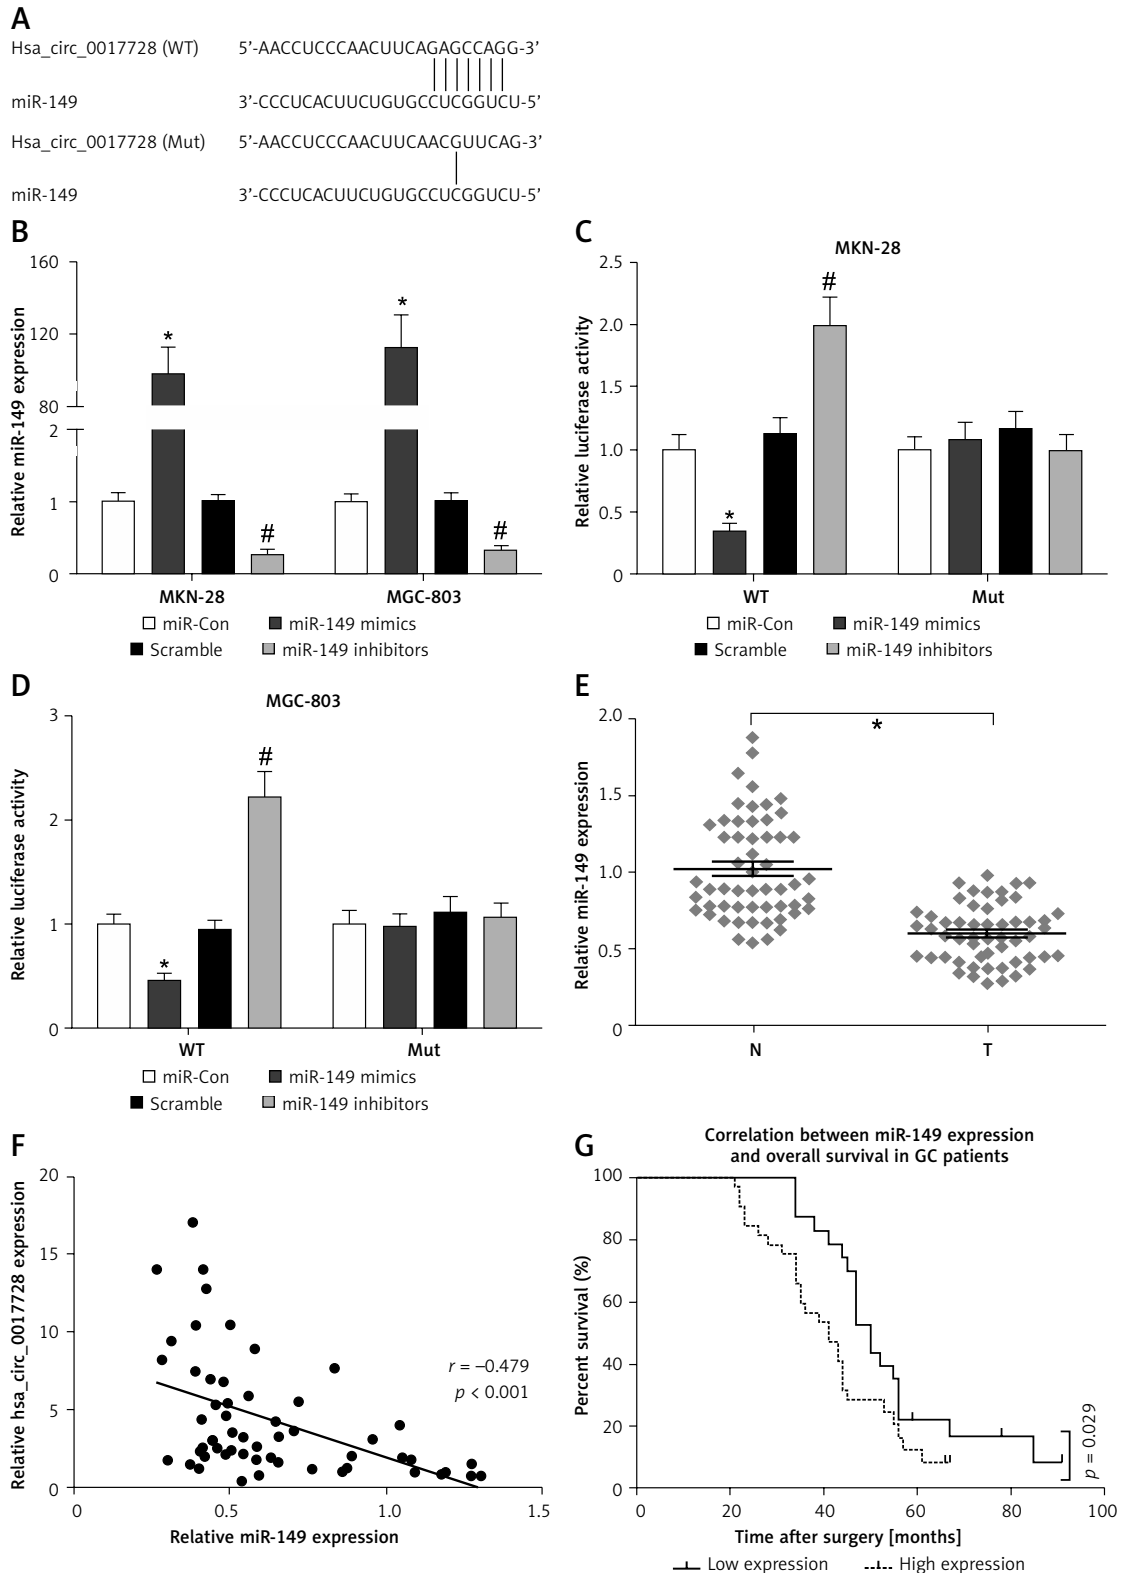 A
Hsa_circ_0017728 (WT) 5’-AACCUCCCAACUUCAGAGCCAGG-3’
miR-149 3’-CCCUCACUUCUGUGCCUCGGUCU-5’
Hsa_circ_0017728 (Mut) 5’-AACCUCCCAACUUCAACGUUCAG-3’
miR-149 3’-CCCUCACUUCUGUGCCUCGGUCU-5’
B
Relative miR-149 expression
160
120
80
2
1
0
*
*
#
#
MKN-28 MGC-803
miR-Con miR-149 mimics
Scramble miR-149 inhibitors
C
MKN-28
Relative luciferase activity
2.5
2.0
1.5
1.0
0.5
0
*
#
WT Mut
miR-Con miR-149 mimics
Scramble miR-149 inhibitors
D
MGC-803
Relative luciferase activity
3
2
1
0
*
#
WT Mut
miR-Con miR-149 mimics
Scramble miR-149 inhibitors
E
Relative miR-149 expression
2.0
1.5
1.0
0.5
0
*
N T
F
Relative hsa_circ_0017728 expression
20
15
10
5
0
r = –0.479
p < 0.001
0 0.5 1.0 1.5
Relative miR-149 expression
G
Correlation between miR-149 expression
and overall survival in GC patients
Percent survival (%)
100
80
60
40
20
0
p = 0.029
0 20 40 60 80 100
Time after surgery [months]
Low expression High expression